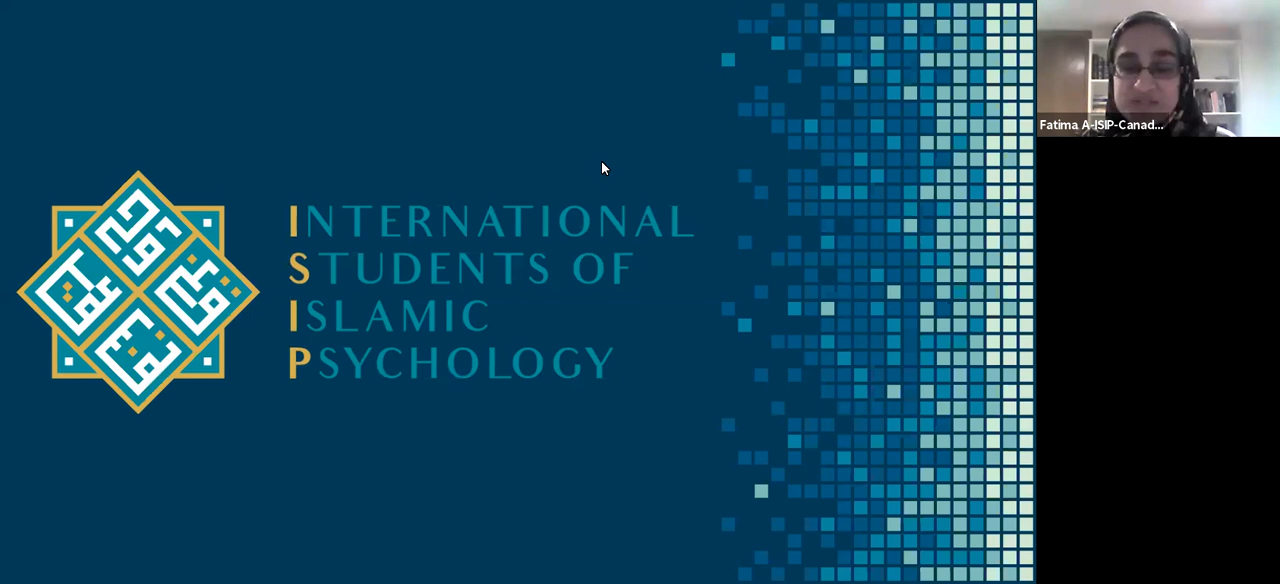 INTERNATIONAL
STUDENTS OF
ISLAMIC
PSYCHOLOGY
Fatima A-ISIP-Canad...